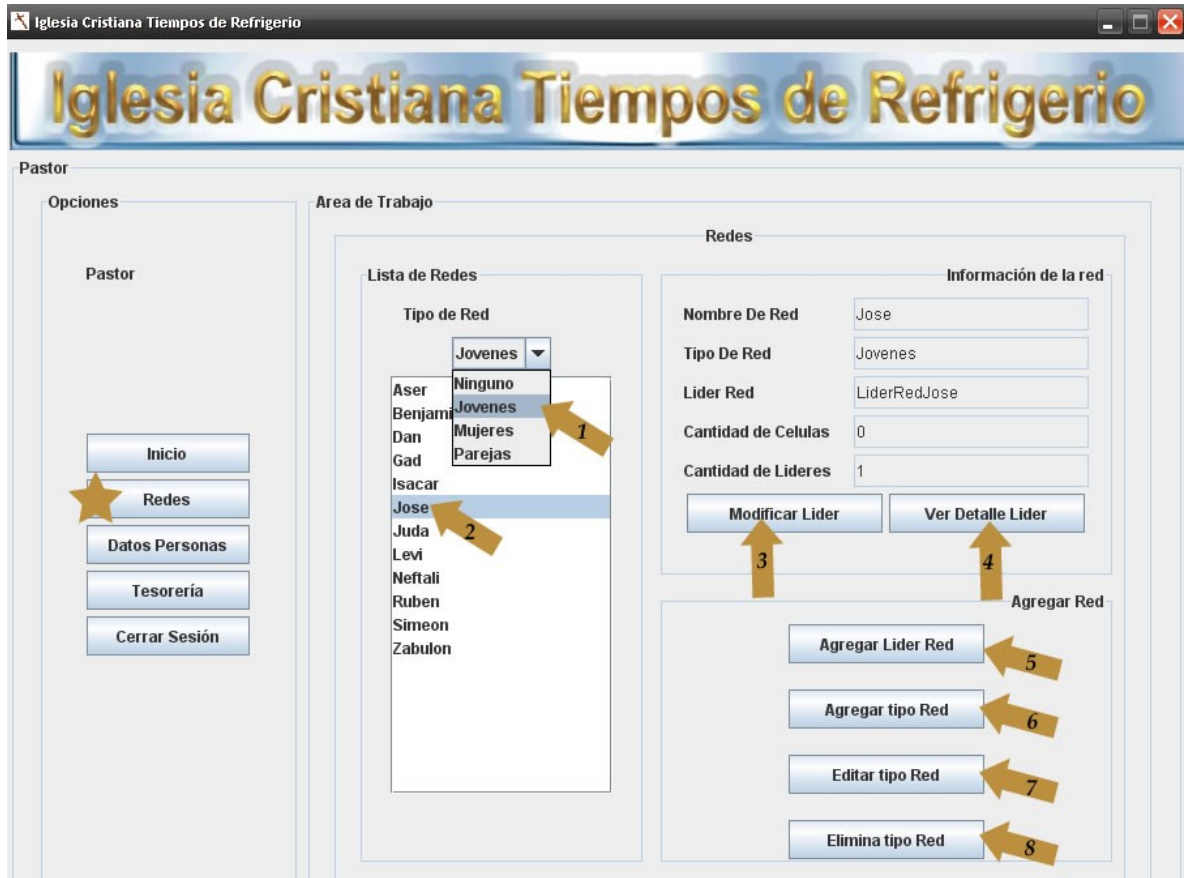 Iglesia Cristiana Tiempos de Refrigerio
Iglesia Cristiana Tiempos de Refrigerio
Pastor
Opciones
Pastor
Inicio
Redes
Datos Personas
Tesorería
Cerrar Sesión
Area de Trabajo
Redes
Lista de Redes
Tipo de Red
Jovenes
Ninguno
Jovenes
Mujeres
Parejas
1
Aser
Benjami
Dan
Gad
Isacar
Jose
2
Juda
Levi
Neftali
Ruben
Simeon
Zabulon
Información de la red
Nombre De Red Jose
Tipo De Red Jovenes
Lider Red LiderRedJose
Cantidad de Celulas 0
Cantidad de Lideres 1
Modificar Lider Ver Detalle Lider
3 4
Agregar Red
Agregar Lider Red 5
Agregar tipo Red 6
Editar tipo Red 7
Elimina tipo Red 8